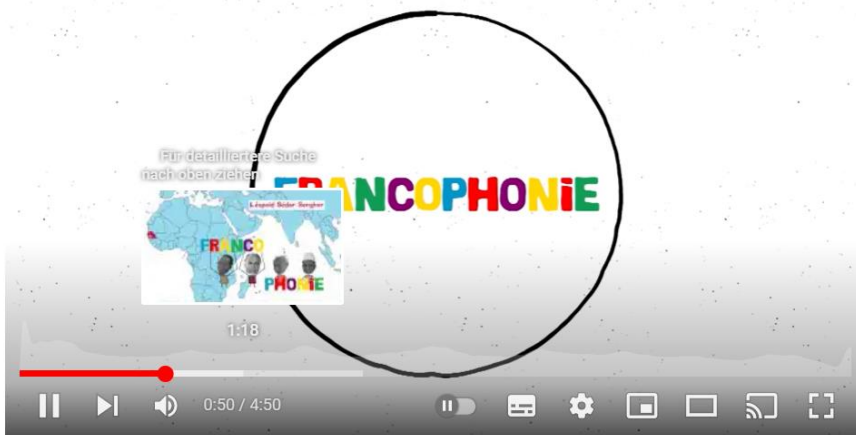 FRANCOPHONIE
Für detailliertere Suche
nach oben ziehen
Léopold Sédar Senghor
FRANCO
PHONIE
1:18
0:50 / 4:50